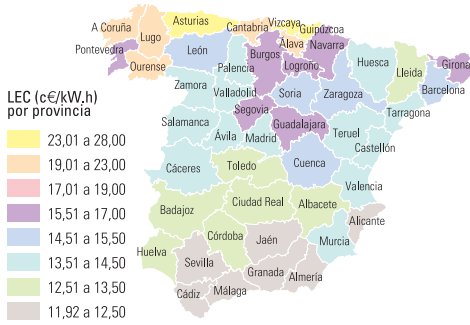 A Coruña
Lugo
Asturias
Cantabria
Vizcaya
Guipúzcoa
Álava
Navarra
Pontevedra
Ourense
León
Palencia
Burgos
Logroño
Huesca
Lleida
Girona
Barcelona
Zamora
Valladolid
Soria
Zaragoza
Tarragona
LEC (c€/kW.h)
por provincia
Segovia
Guadalajara
Salamanca
Ávila
Madrid
Teruel
Castellón
Cáceres
Toledo
Cuenca
Valencia
Badajoz
Ciudad Real
Albacete
Alicante
Huelva
Córdoba
Jaén
Murcia
Sevilla
Granada
Almería
Cádiz
Málaga
23,01 a 28,00
19,01 a 23,00
17,01 a 19,00
15,51 a 17,00
14,51 a 15,50
13,51 a 14,50
12,51 a 13,50
11,92 a 12,50